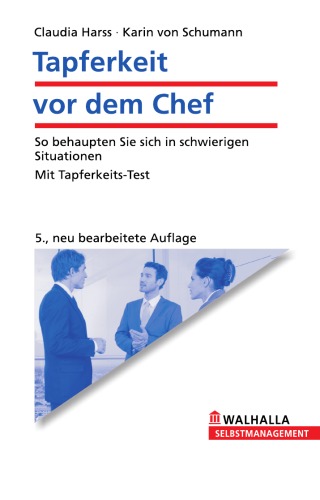 Claudia Harss · Karin von Schumann
Tapferkeit
vor dem Chef
So behaupten Sie sich in schwierigen
Situationen
Mit Tapferkeits-Test
5., neu bearbeitete Auflage
WALHALLA
SELBSTMANAGEMENT